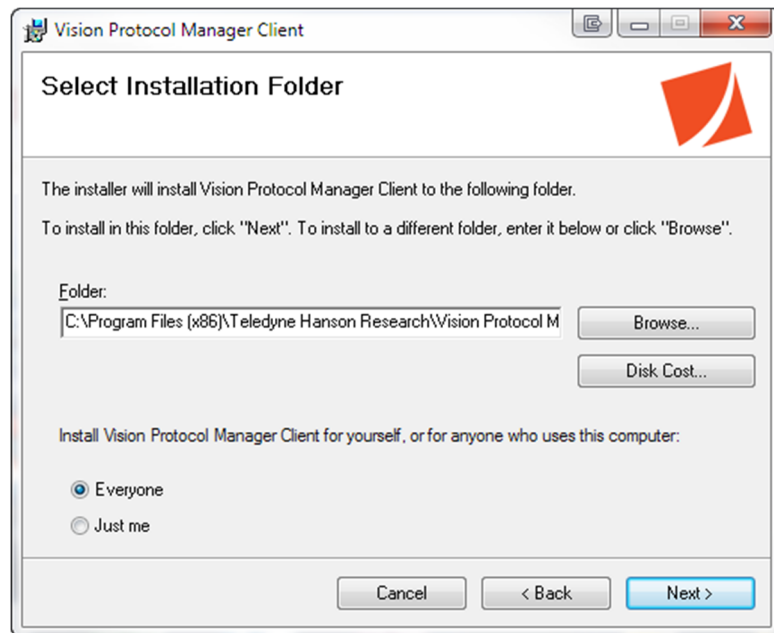 Vision Protocol Manager Client
Select Installation Folder
The installer will install Vision Protocol Manager Client to the following folder.
To install in this folder, click "Next". To install to a different folder, enter it below or click "Browse".
Folder:
C:\Program Files (x86)\Teledyne Hanson Research\Vision Protocol M
Browse...
Disk Cost...
Install Vision Protocol Manager Client for yourself, or for anyone who uses this computer:
Everyone
Just me
Cancel
< Back
Next >